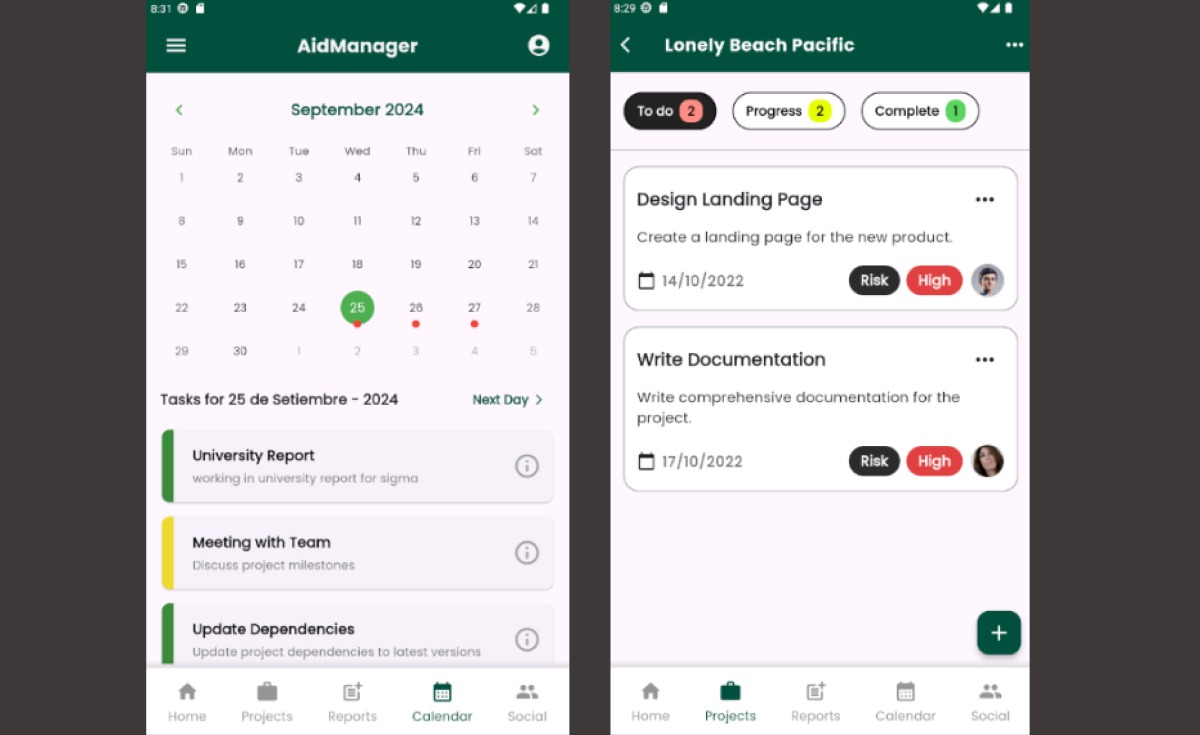 8:31
AidManager
September 2024
Sun Mon Tue Wed Thu Fri Sat
1 2 3 4 5 6 7
8 9 10 11 12 13 14
15 16 17 18 19 20 21
22 23 24 25 26 27 28
29 30 1 2 3 4 5
Tasks for 25 de Setiembre - 2024 Next Day
University Report
working in university report for sigma
Meeting with Team
Discuss project milestones
Update Dependencies
Update project dependencies to latest versions
Home Projects Reports Calendar Social
8:29
Lonely Beach Pacific
To do 2 Progress 2 Complete 1
Design Landing Page
Create a landing page for the new product.
14/10/2022 Risk High
Write Documentation
Write comprehensive documentation for the
project.
17/10/2022 Risk High
+
Home Projects Reports Calendar Social